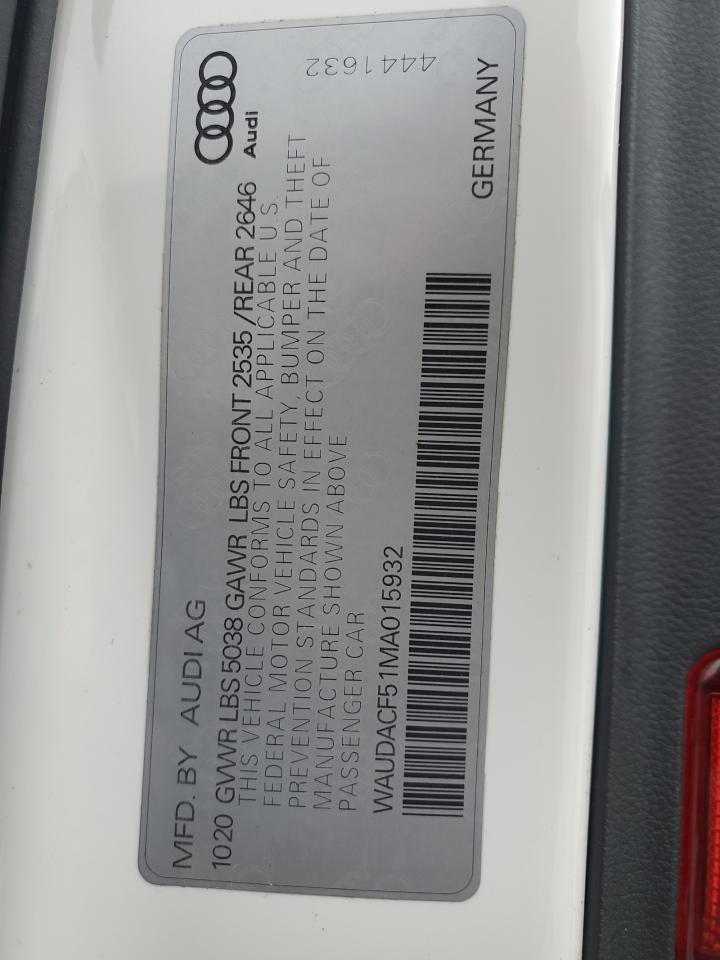 MFD. BY AUDI AG
Audi
10 20 GVWR LBS 5038 GAWR LBS FRONT 2535 /REAR 2646
THIS VEHICLE CONFORMS TO ALL APPLICABLE U.S.
FEDERAL MOTOR VEHICLE SAFETY, BUMPER AND THEFT
PREVENTION STANDARDS IN EFFECT ON THE DATE OF
MANUFACTURE SHOWN ABOVE
PASSENGER CAR
4441632
WAUDACF51MA015932
GERMANY